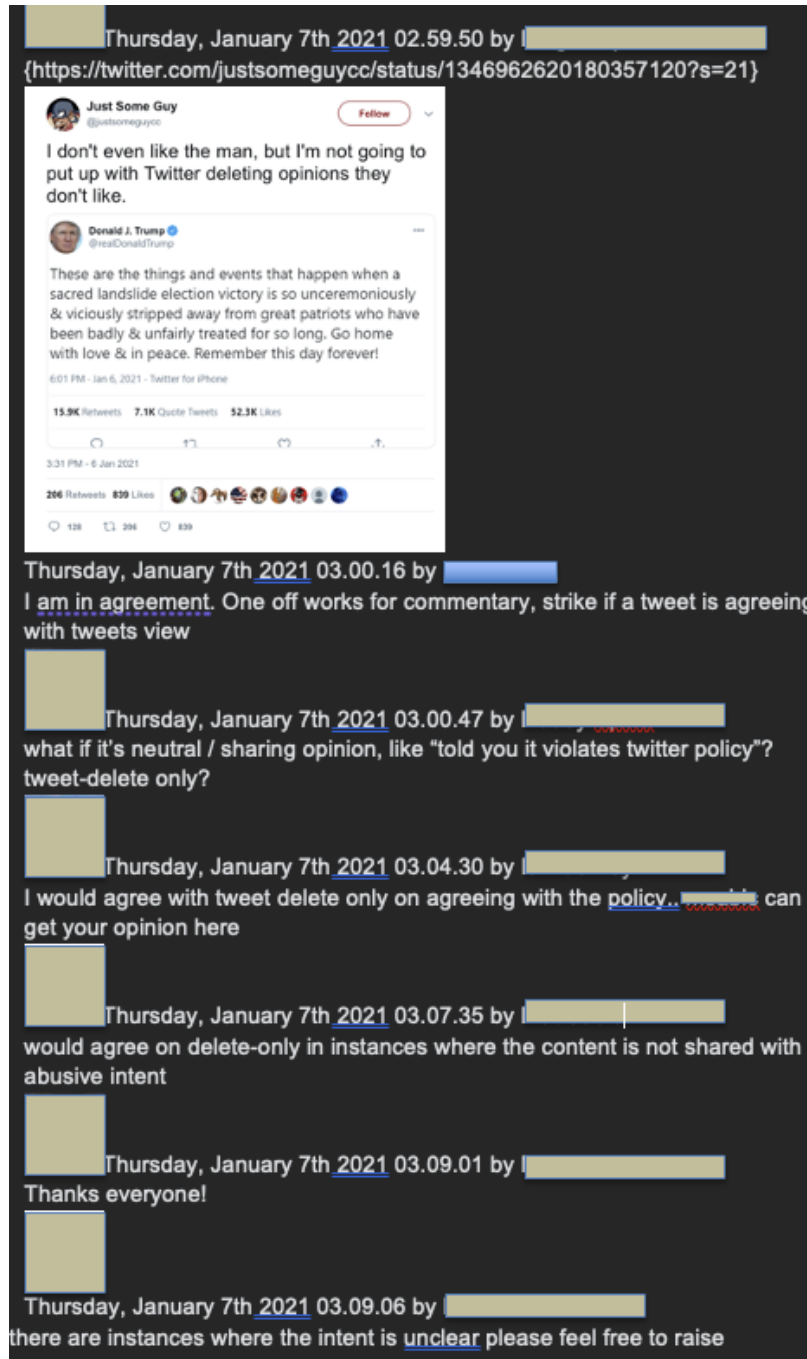 Thursday, January 7th 2021 02.59.50 by
{https://twitter.com/justsomeguycc/status/1346962620180357120?s=21}
Just Some Guy
@justsomeguycc
Follow
I don't even like the man, but I'm not going to
put up with Twitter deleting opinions they
don't like.
Donald J. Trump
@realDonaldTrump
These are the things and events that happen when a
sacred landslide election victory is so unceremoniously
& viciously stripped away from great patriots who have
been badly & unfairly treated for so long. Go home
with love & in peace. Remember this day forever!
6:01 PM - Jan 6, 2021 - Twitter for iPhone
15.9K Retweets 7.1K Quote Tweets 52.3K Likes
3:31 PM - 6 Jan 2021
206 Retweets 839 Likes
128 206 839
Thursday, January 7th 2021 03.00.16 by
I am in agreement. One off works for commentary, strike if a tweet is agreeing
with tweets view
Thursday, January 7th 2021 03.00.47 by
what if it's neutral / sharing opinion, like “told you it violates twitter policy”?
tweet-delete only?
Thursday, January 7th 2021 03.04.30 by
I would agree with tweet delete only on agreeing with the policy.. can
get your opinion here
Thursday, January 7th 2021 03.07.35 by
would agree on delete-only in instances where the content is not shared with
abusive intent
Thursday, January 7th 2021 03.09.01 by
Thanks everyone!
Thursday, January 7th 2021 03.09.06 by
there are instances where the intent is unclear please feel free to raise